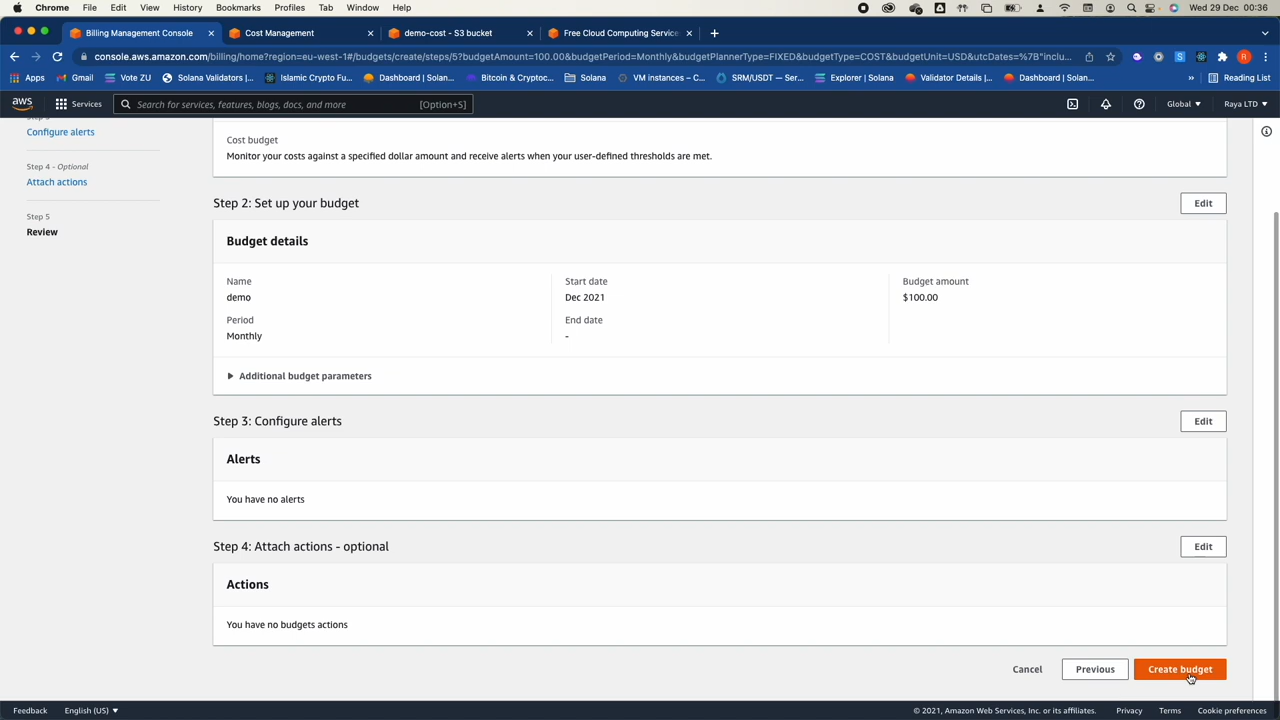 Chrome File Edit View History Bookmarks Profiles Tab Window Help Wed 29 Dec 00:36
Billing Management Console Cost Management demo-cost - S3 bucket Free Cloud Computing Service
console.aws.amazon.com/billing/home?region=eu-west-1#/budgets/create/steps/5?budgetAmount=100.00&budgetPeriod=Monthly&budgetPlannerType=FIXED&budgetType=COST&budgetUnit=USD&utcDates=%7B"inclu...
Apps Gmail Vote ZU Solana Validators |... Islamic Crypto Fu... Dashboard | Solan... Bitcoin & Cryptoc... Solana VM instances – C... SRM/USDT — Ser... Explorer | Solana Validator Details |... Dashboard | Solan... » Reading List
aws Services Search for services, features, blogs, docs, and more [Option+S] Global Raya LTD
Configure alerts
Step 4 - Optional
Attach actions
Step 5
Review
Cost budget
Monitor your costs against a specified dollar amount and receive alerts when your user-defined thresholds are met.
Step 2: Set up your budget Edit
Budget details
Name Start date Budget amount
demo Dec 2021 $100.00
Period End date
Monthly -
Additional budget parameters
Step 3: Configure alerts Edit
Alerts
You have no alerts
Step 4: Attach actions - optional Edit
Actions
You have no budgets actions
Cancel Previous Create budget
Feedback English (US) © 2021, Amazon Web Services, Inc. or its affiliates. Privacy Terms Cookie preferences